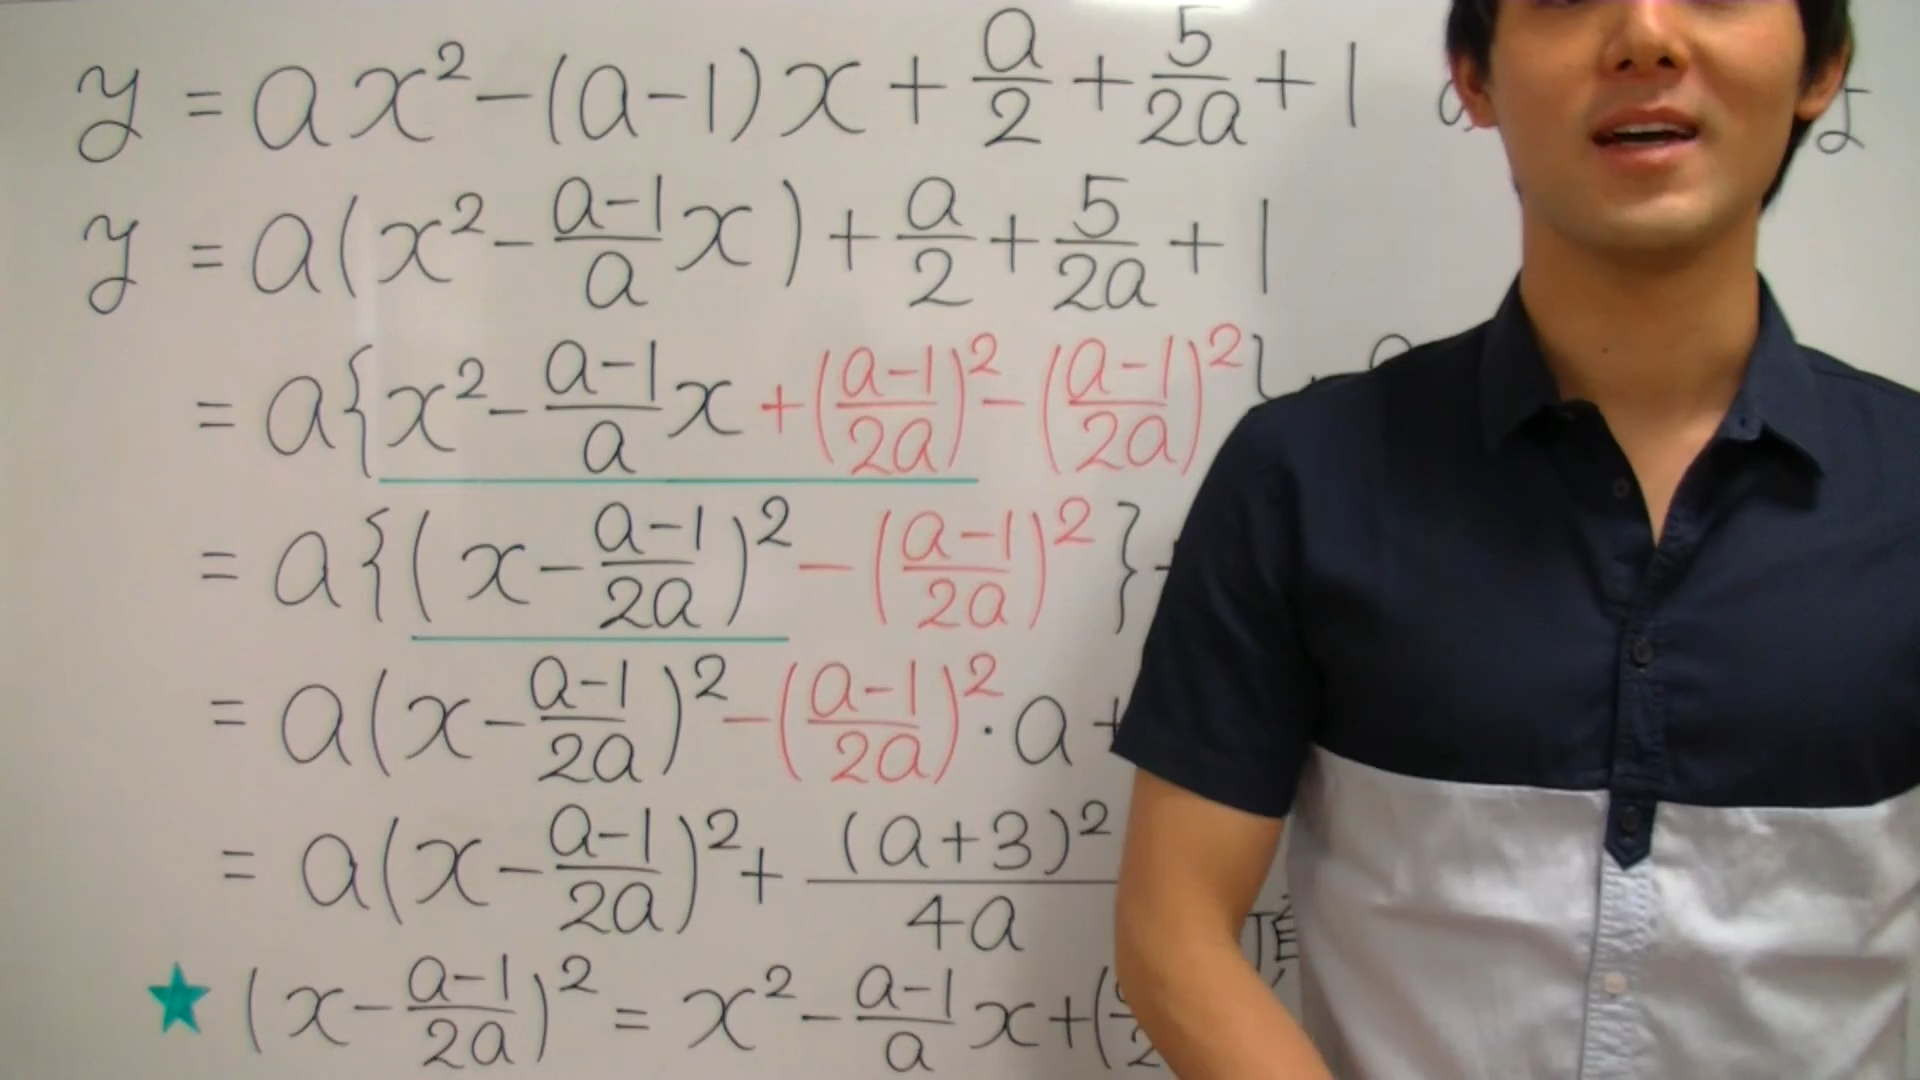 y = ax² - (a-1)x + a/2 + 5/2a + 1
y = a(x² - a-1/a x) + a/2 + 5/2a + 1
= a{x² - a-1/a x + (a-1/2a)² - (a-1/2a)²}
= a{(x - a-1/2a)² - (a-1/2a)²}
= a(x - a-1/2a)² - (a-1/2a)²・a +
= a(x - a-1/2a)² + (a+3)²/4a
★ (x - a-1/2a)² = x² - a-1/a x + (